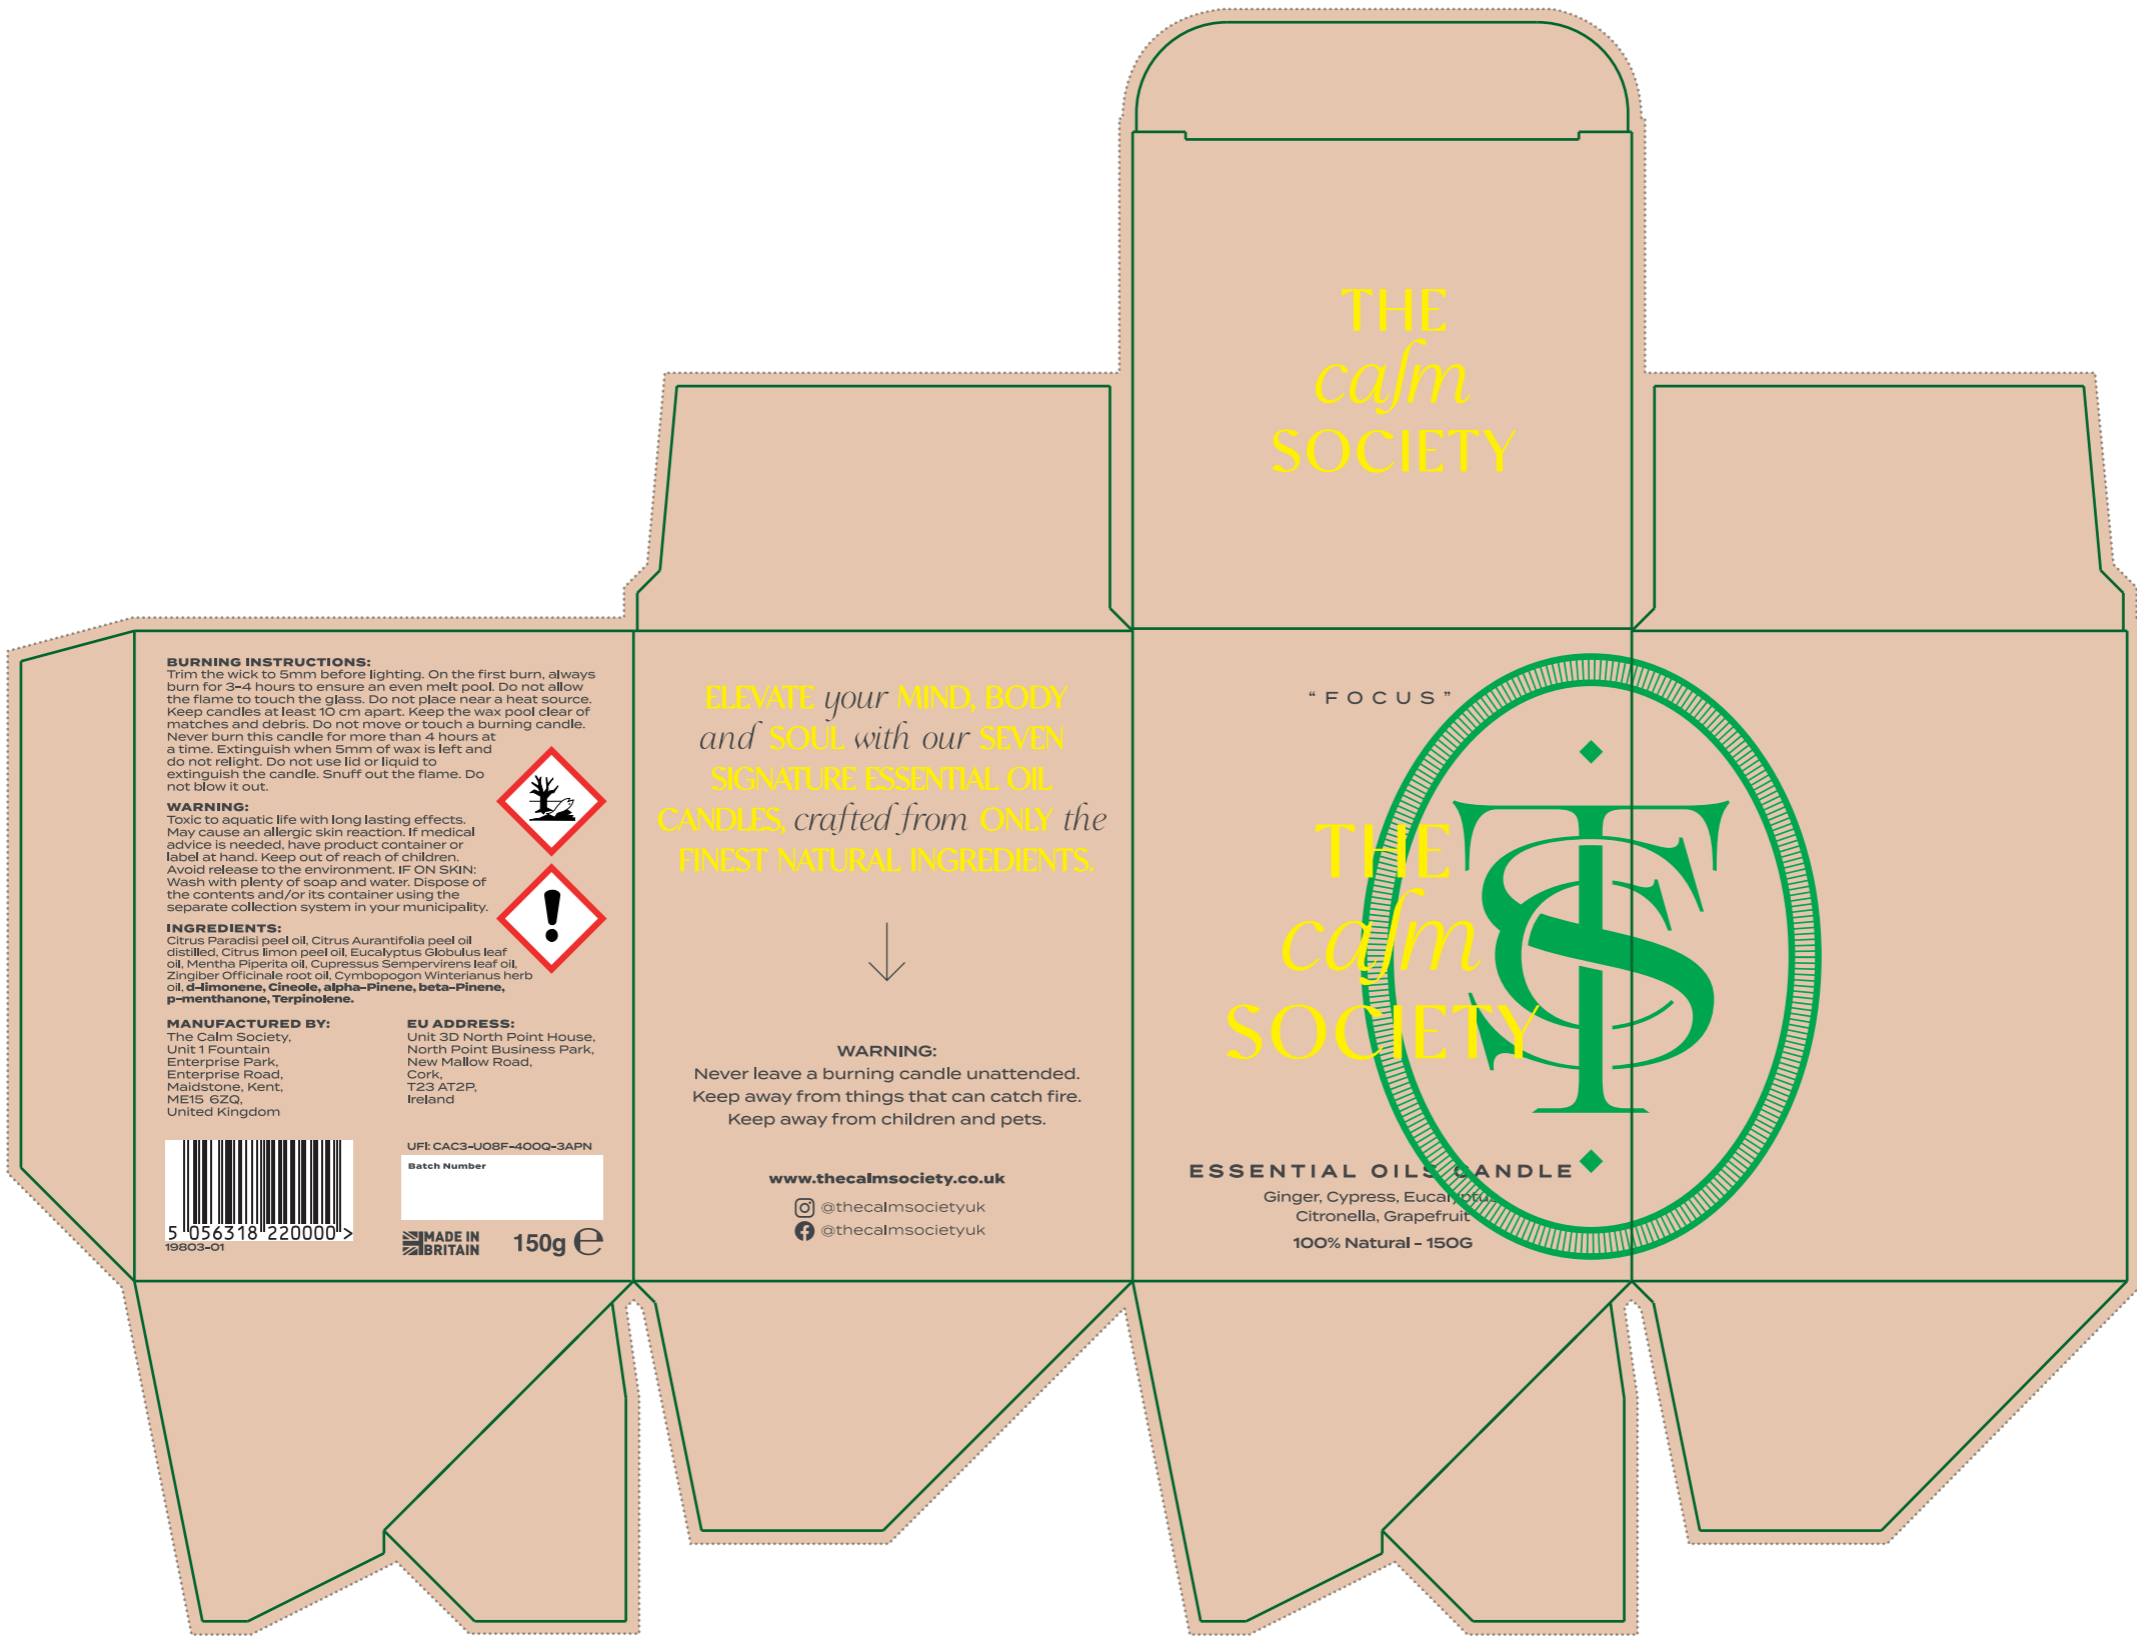 THE
calm
SOCIETY
BURNING INSTRUCTIONS:
Trim the wick to 5mm before lighting. On the first burn, always
burn for 3–4 hours to ensure an even melt pool. Do not allow
the flame to touch the glass. Do not place near a heat source.
Keep candles at least 10 cm apart. Keep the wax pool clear of
matches and debris. Do not move or touch a burning candle.
Never burn this candle for more than 4 hours at
a time. Extinguish when 5mm of wax is left and
do not relight. Do not use lid or liquid to
extinguish the candle. Snuff out the flame. Do
not blow it out.
WARNING:
Toxic to aquatic life with long lasting effects.
May cause an allergic skin reaction. If medical
advice is needed, have product container or
label at hand. Keep out of reach of children.
Avoid release to the environment. IF ON SKIN:
Wash with plenty of soap and water. Dispose of
the contents and/or its container using the
separate collection system in your municipality.
INGREDIENTS:
Citrus Paradisi peel oil, Citrus Aurantifolia peel oil
distilled, Citrus limon peel oil, Eucalyptus Globulus leaf
oil, Mentha Piperita oil, Cupressus Sempervirens leaf oil,
Zingiber Officinale root oil, Cymbopogon Winterianus herb
oil, d-limonene, Cineole, alpha-Pinene, beta-Pinene,
p-menthanone, Terpinolene.
MANUFACTURED BY:
The Calm Society,
Unit 1 Fountain
Enterprise Park,
Enterprise Road,
Maidstone, Kent,
ME15 6ZQ,
United Kingdom
EU ADDRESS:
Unit 3D North Point House,
North Point Business Park,
New Mallow Road,
Cork,
T23 AT2P,
Ireland
5 056318 220000 >
19803-01
UFI: CAC3-U08F-400Q-3APN
Batch Number
MADE IN
BRITAIN
150g ℮
ELEVATE your MIND, BODY
and SOUL with our SEVEN
SIGNATURE ESSENTIAL OIL
CANDLES, crafted from ONLY the
FINEST NATURAL INGREDIENTS.
WARNING:
Never leave a burning candle unattended.
Keep away from things that can catch fire.
Keep away from children and pets.
www.thecalmsociety.co.uk
@thecalmsocietyuk
@thecalmsocietyuk
“FOCUS”
THE
calm
SOCIETY
TCS
ESSENTIAL OILS CANDLE
Ginger, Cypress, Eucalyptus,
Citronella, Grapefruit
100% Natural - 150G